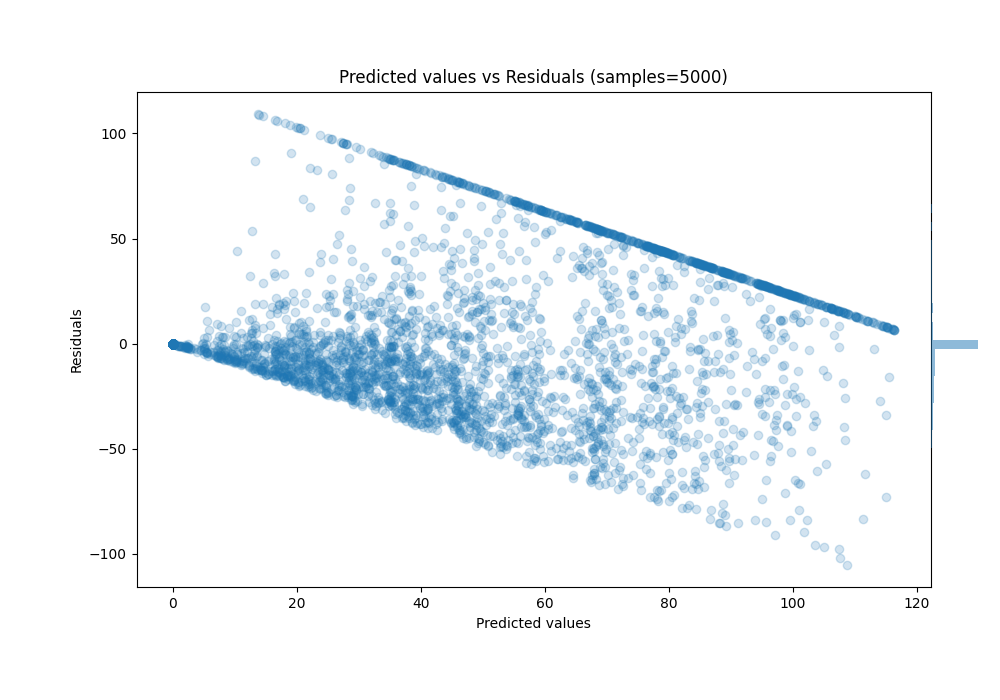 Predicted values vs Residuals (samples=5000)
Residuals
100
50
0
−50
−100
0 20 40 60 80 100 120
Predicted values